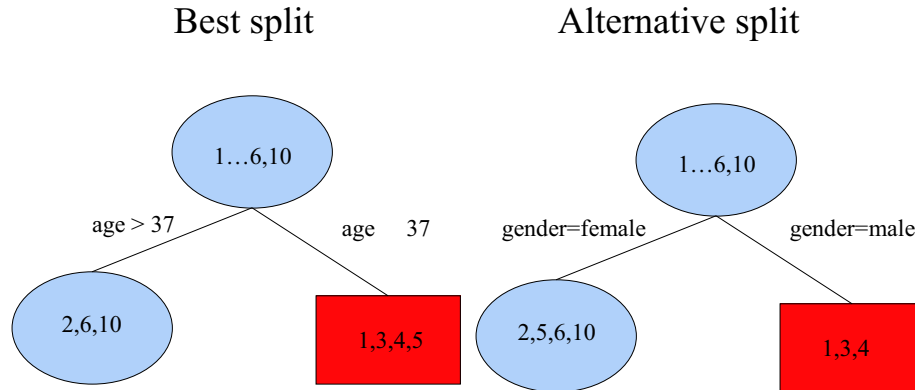 Best split
Alternative split
1…6,10
1…6,10
age > 37
age 37
gender=female
gender=male
2,6,10
1,3,4,5
2,5,6,10
1,3,4